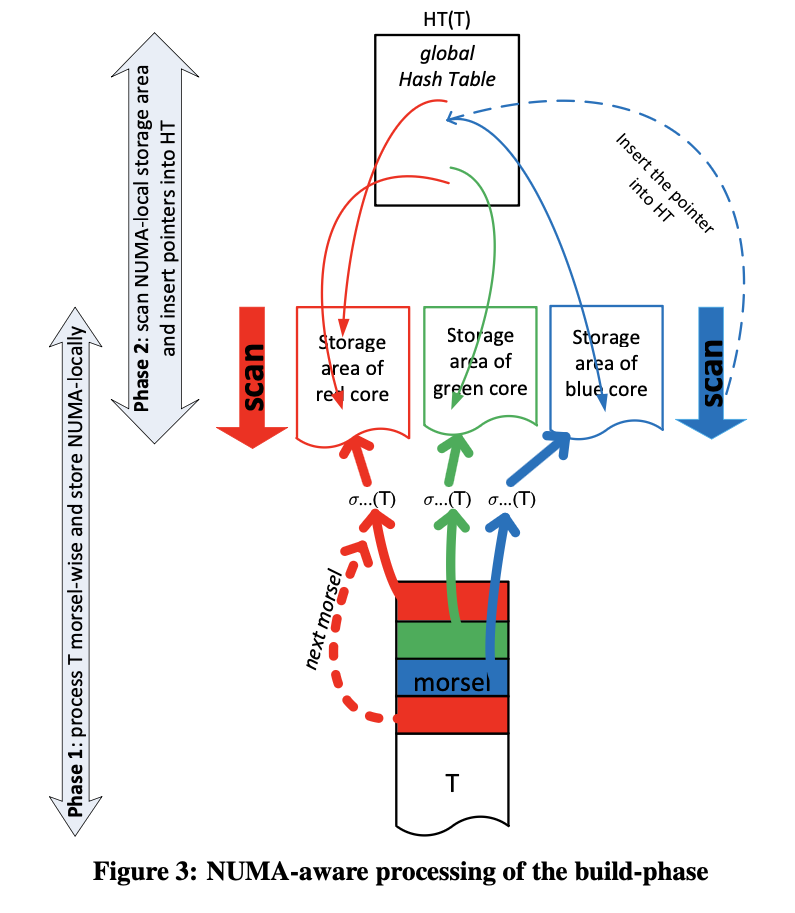 HT(T)
global
Hash Table
Insert the pointer
into HT
Phase 2: scan NUMA-local storage area
and insert pointers into HT
Phase 1: process T morsel-wise and store NUMA-locally
scan
Storage
area of
red core
Storage
area of
green core
Storage
area of
blue core
scan
σ...(T)
σ...(T)
σ...(T)
next morsel
morsel
T
Figure 3: NUMA-aware processing of the build-phase